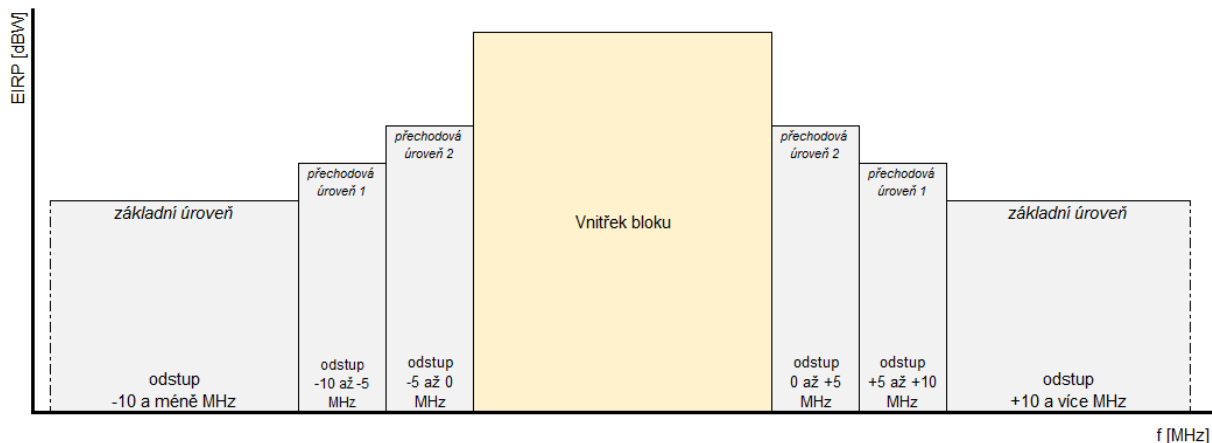 EIRP [dBW]
přechodová
úroveň 2
přechodová
úroveň 2
přechodová
úroveň 1
přechodová
úroveň 1
základní úroveň
základní úroveň
Vnitřek bloku
odstup
-10 a méně MHz
odstup
-10 až -5
MHz
odstup
-5 až 0
MHz
odstup
0 až +5
MHz
odstup
+5 až +10
MHz
odstup
+10 a více MHz
f [MHz]